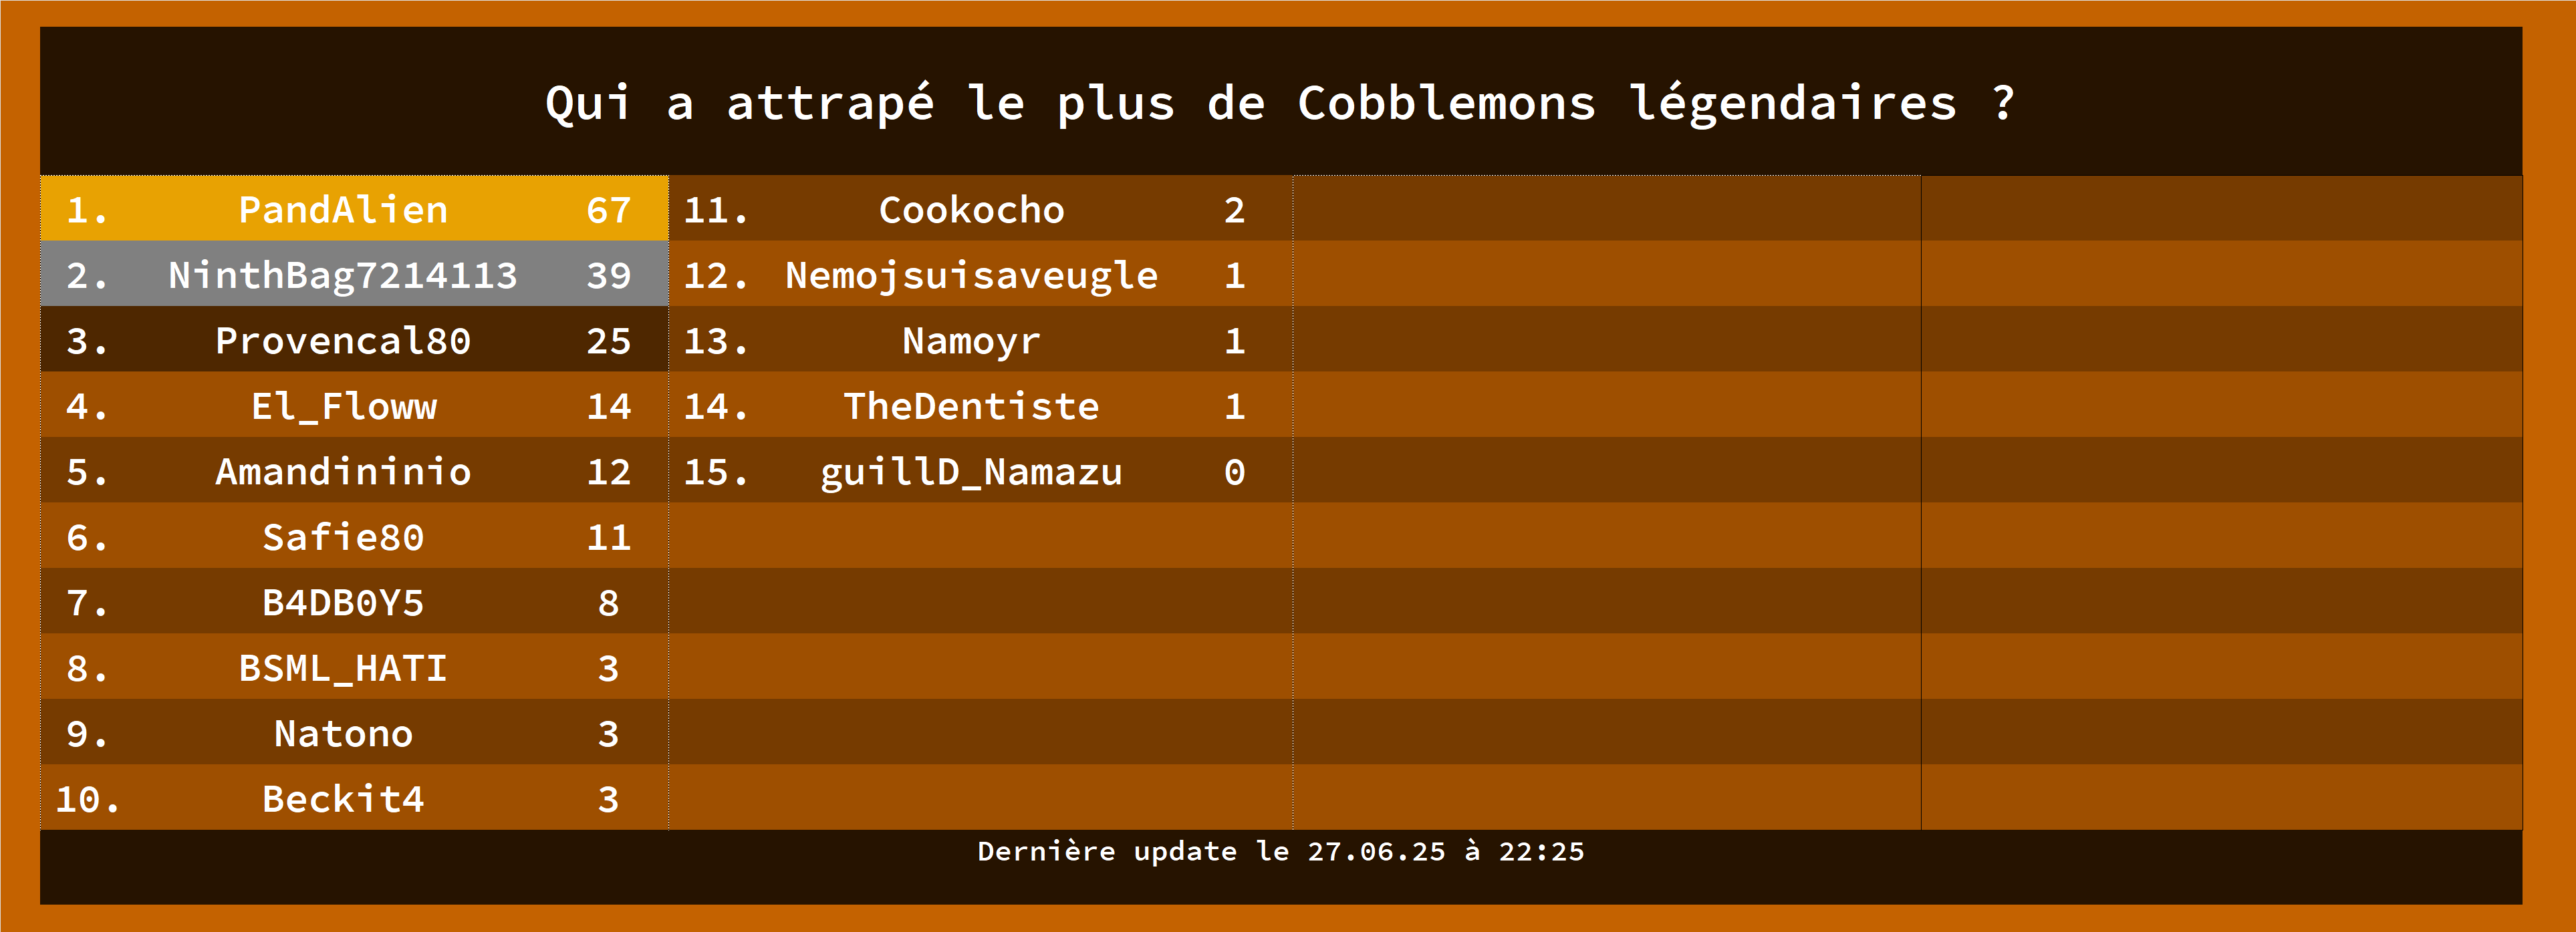 Qui a attrapé le plus de Cobblemons légendaires ?
1. PandAlien 67
2. NinthBag7214113 39
3. Provencal80 25
4. El_Floww 14
5. Amandininio 12
6. Safie80 11
7. B4DB0Y5 8
8. BSML_HATI 3
9. Natono 3
10. Beckit4 3
11. Cookocho 2
12. Nemojsuisaveugle 1
13. Namoyr 1
14. TheDentiste 1
15. guillD_Namazu 0
Dernière update le 27.06.25 à 22:25